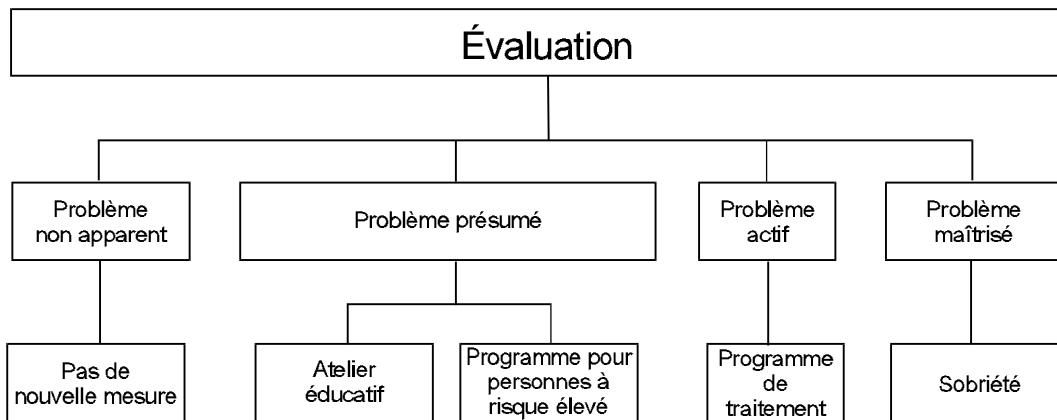 Évaluation
Problème
non apparent
Problème présumé
Problème
actif
Problème
maîtrisé
Pas de
nouvelle mesure
Atelier
éducatif
Programme pour
personnes à
risque élevé
Programme
de
traitement
Sobriété